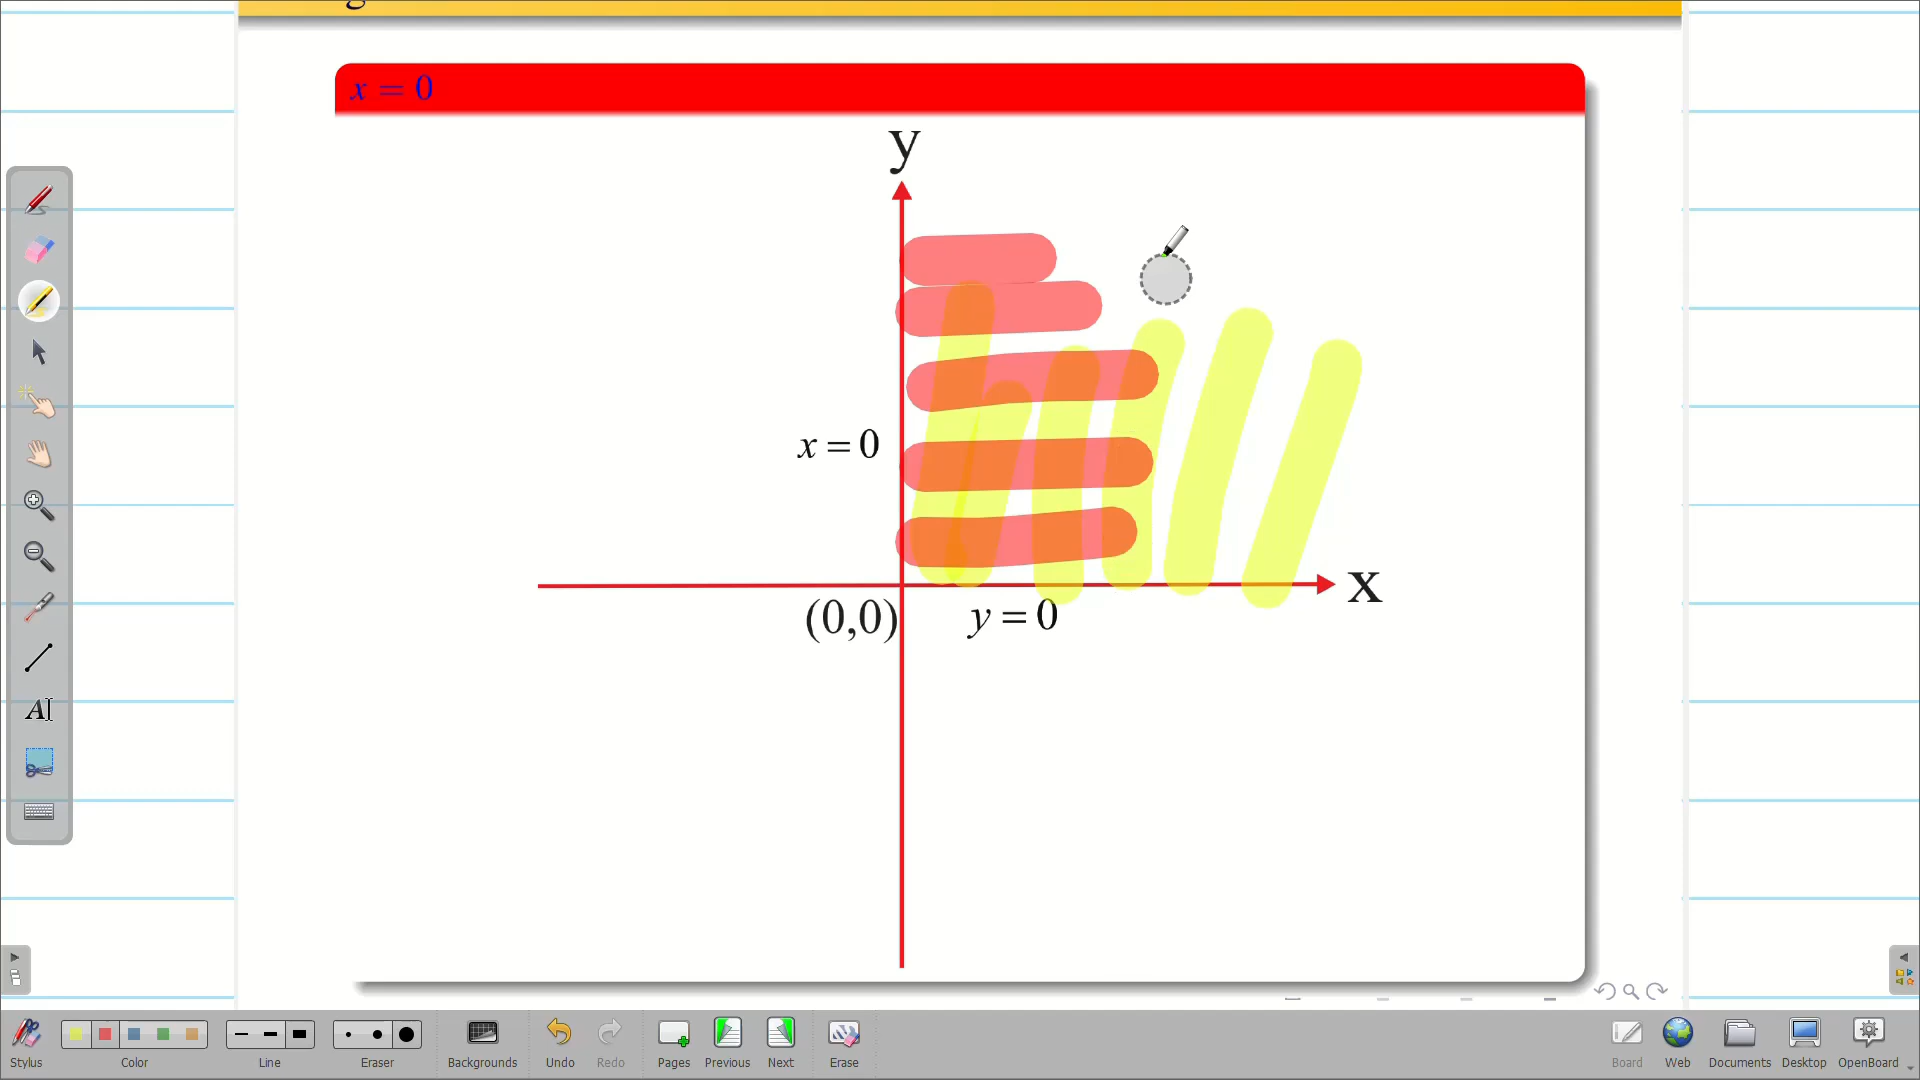 x = 0
y
x = 0
x
(0,0)
y = 0
Stylus
Color
Line
Eraser
Backgrounds
Undo
Redo
Pages
Previous
Next
Erase
Board
Web
Documents
Desktop
OpenBoard